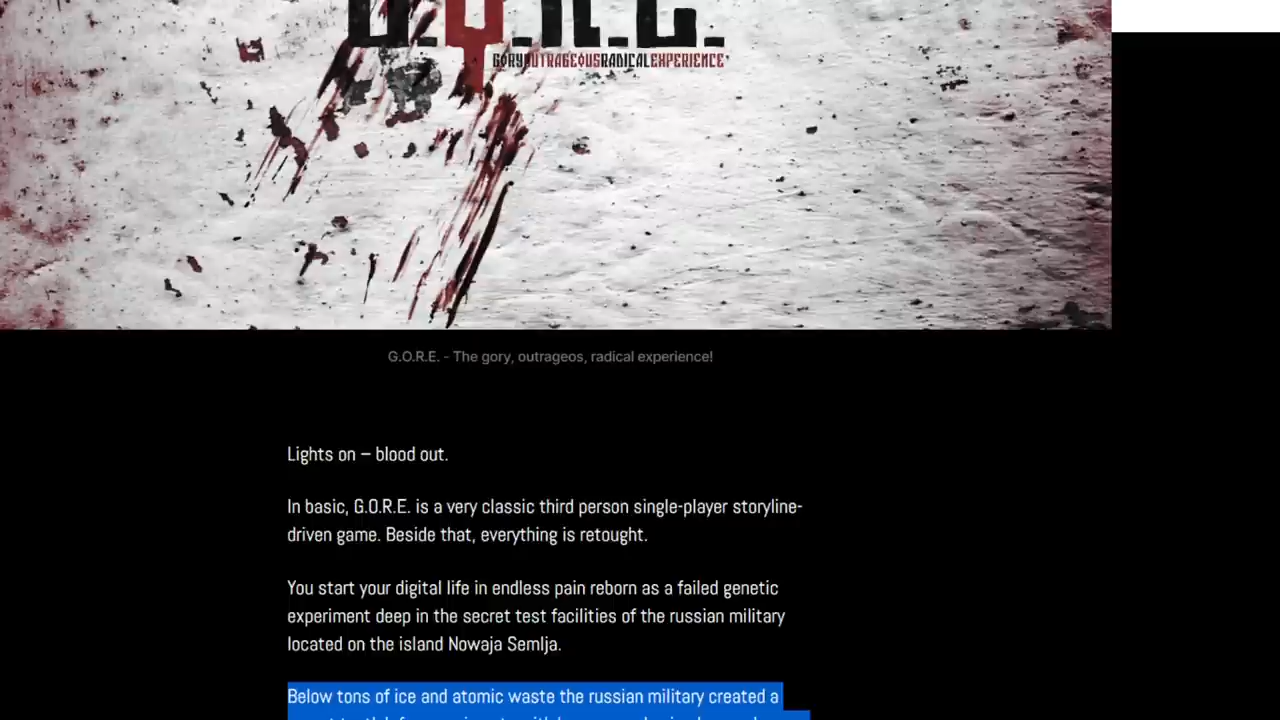 G.O.R.E.
GORYOUTRAGEOUSRADICALEXPERIENCE
G.O.R.E. - The gory, outrageos, radical experience!
Lights on – blood out.
In basic, G.O.R.E. is a very classic third person single-player storyline-
driven game. Beside that, everything is retought.
You start your digital life in endless pain reborn as a failed genetic
experiment deep in the secret test facilities of the russian military
located on the island Nowaja Semlja.
Below tons of ice and atomic waste the russian military created a